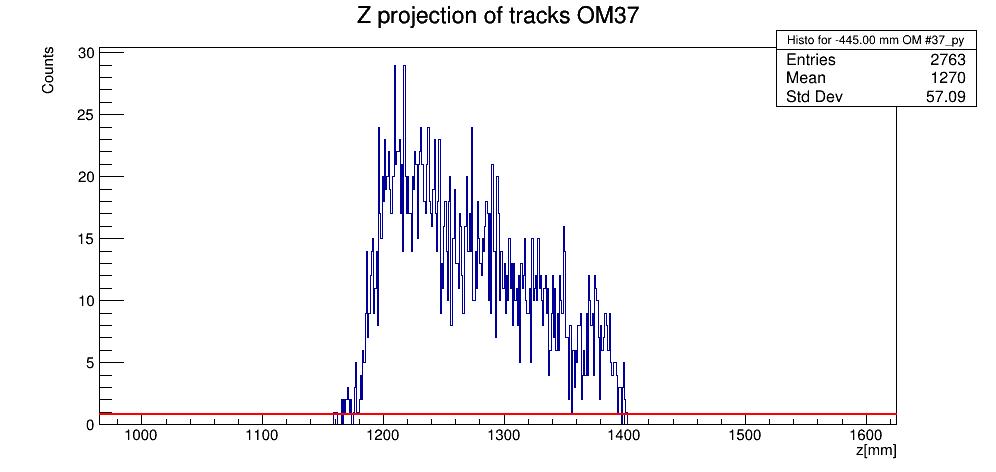 Z projection of tracks OM37
Histo for -445.00 mm OM #37_py
Entries 2763
Mean 1270
Std Dev 57.09
Counts
30
25
20
15
10
5
0
1000 1100 1200 1300 1400 1500 1600
z[mm]